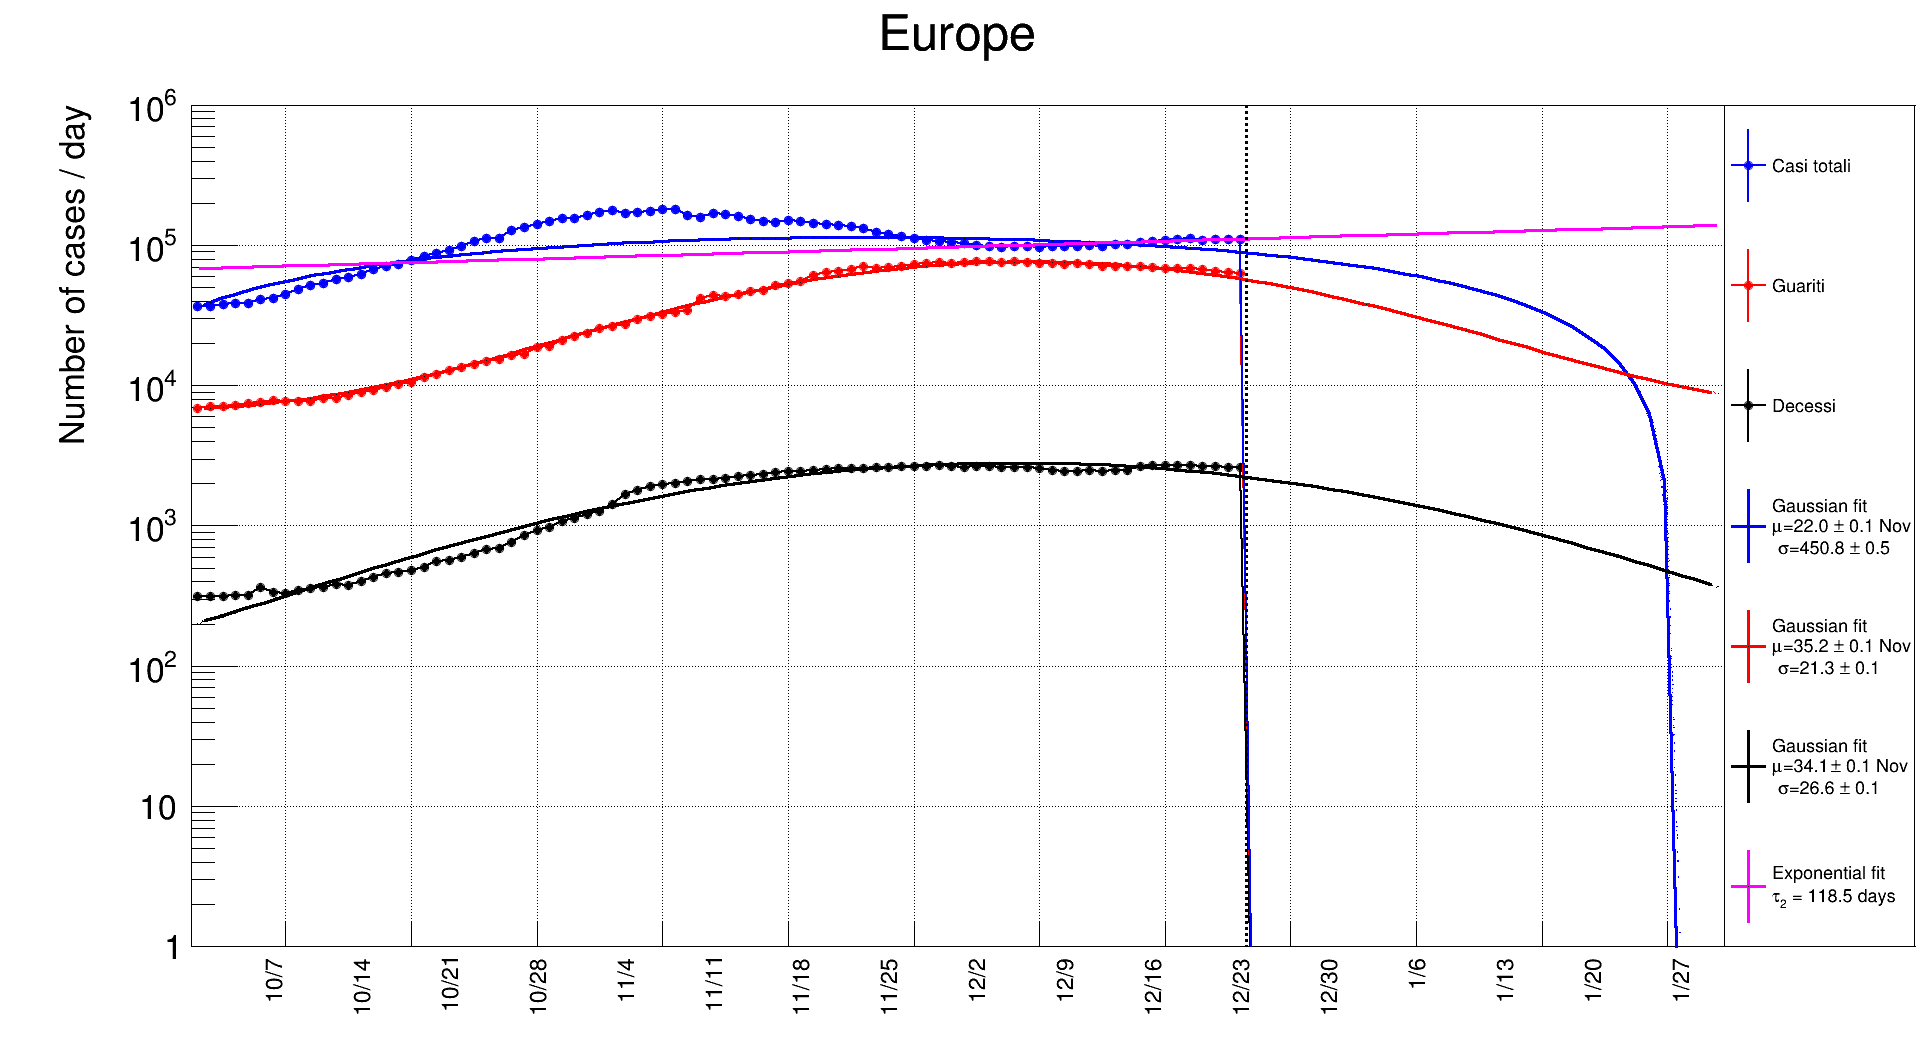 Europe
Number of cases / day
10^6
10^5
10^4
10^3
10^2
10
1
10/7
10/14
10/21
10/28
11/4
11/11
11/18
11/25
12/2
12/9
12/16
12/23
12/30
1/6
1/13
1/20
1/27
Casi totali
Guariti
Decessi
Gaussian fit
μ=22.0 ± 0.1 Nov
σ=450.8 ± 0.5
Gaussian fit
μ=35.2 ± 0.1 Nov
σ=21.3 ± 0.1
Gaussian fit
μ=34.1 ± 0.1 Nov
σ=26.6 ± 0.1
Exponential fit
τ₂ = 118.5 days